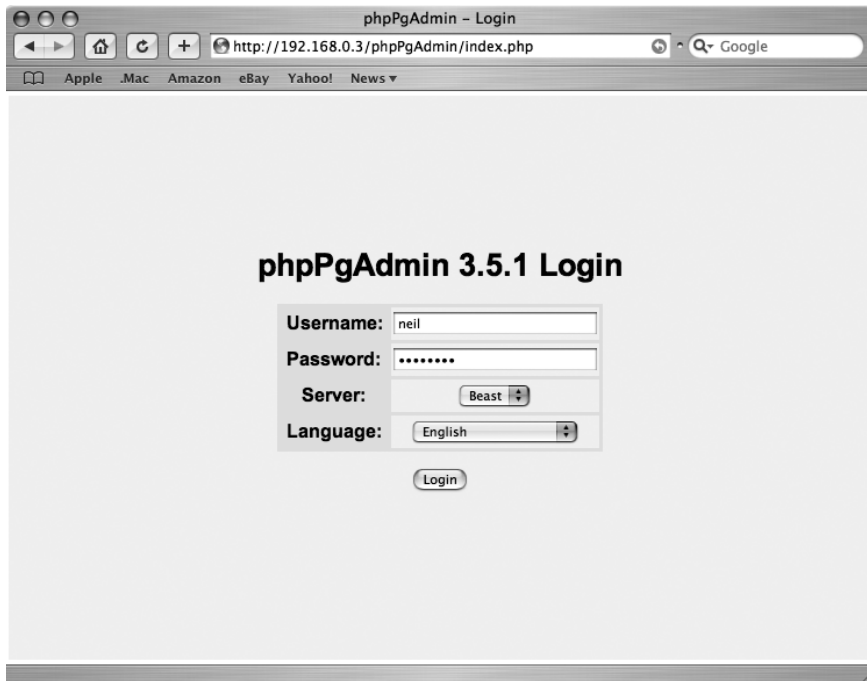 phpPgAdmin – Login
http://192.168.0.3/phpPgAdmin/index.php
Google
Apple .Mac Amazon eBay Yahoo! News
phpPgAdmin 3.5.1 Login
Username: neil
Password: ••••••••
Server: Beast
Language: English
Login